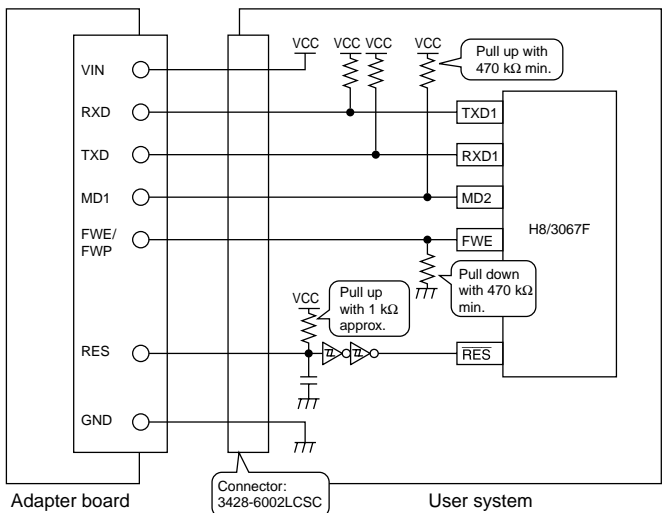 VCC
VCC
VCC
VCC
Pull up with
470 kΩ min.
VIN
RXD
TXD1
TXD
RXD1
MD1
MD2
H8/3067F
FWE/
FWP
FWE
Pull down
with 470 kΩ
min.
VCC
Pull up
with 1 kΩ
approx.
RES
RES
GND
Connector:
3428-6002LCSC
Adapter board
User system